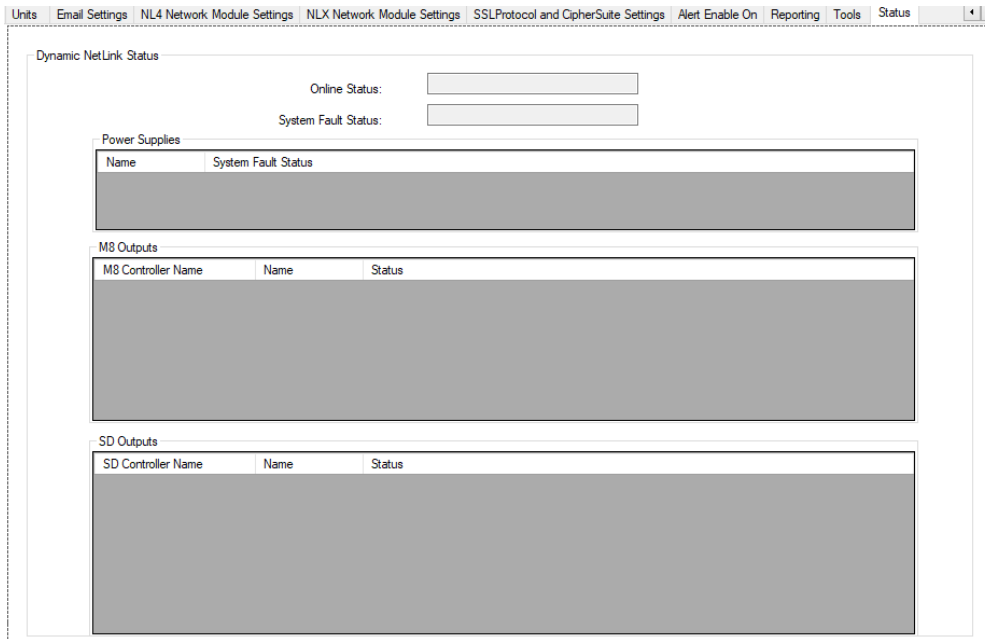 Units Email Settings NL4 Network Module Settings NLX Network Module Settings SSLProtocol and CipherSuite Settings Alert Enable On Reporting Tools Status
Dynamic NetLink Status
Online Status:
System Fault Status:
Power Supplies
Name System Fault Status
M8 Outputs
M8 Controller Name Name Status
SD Outputs
SD Controller Name Name Status